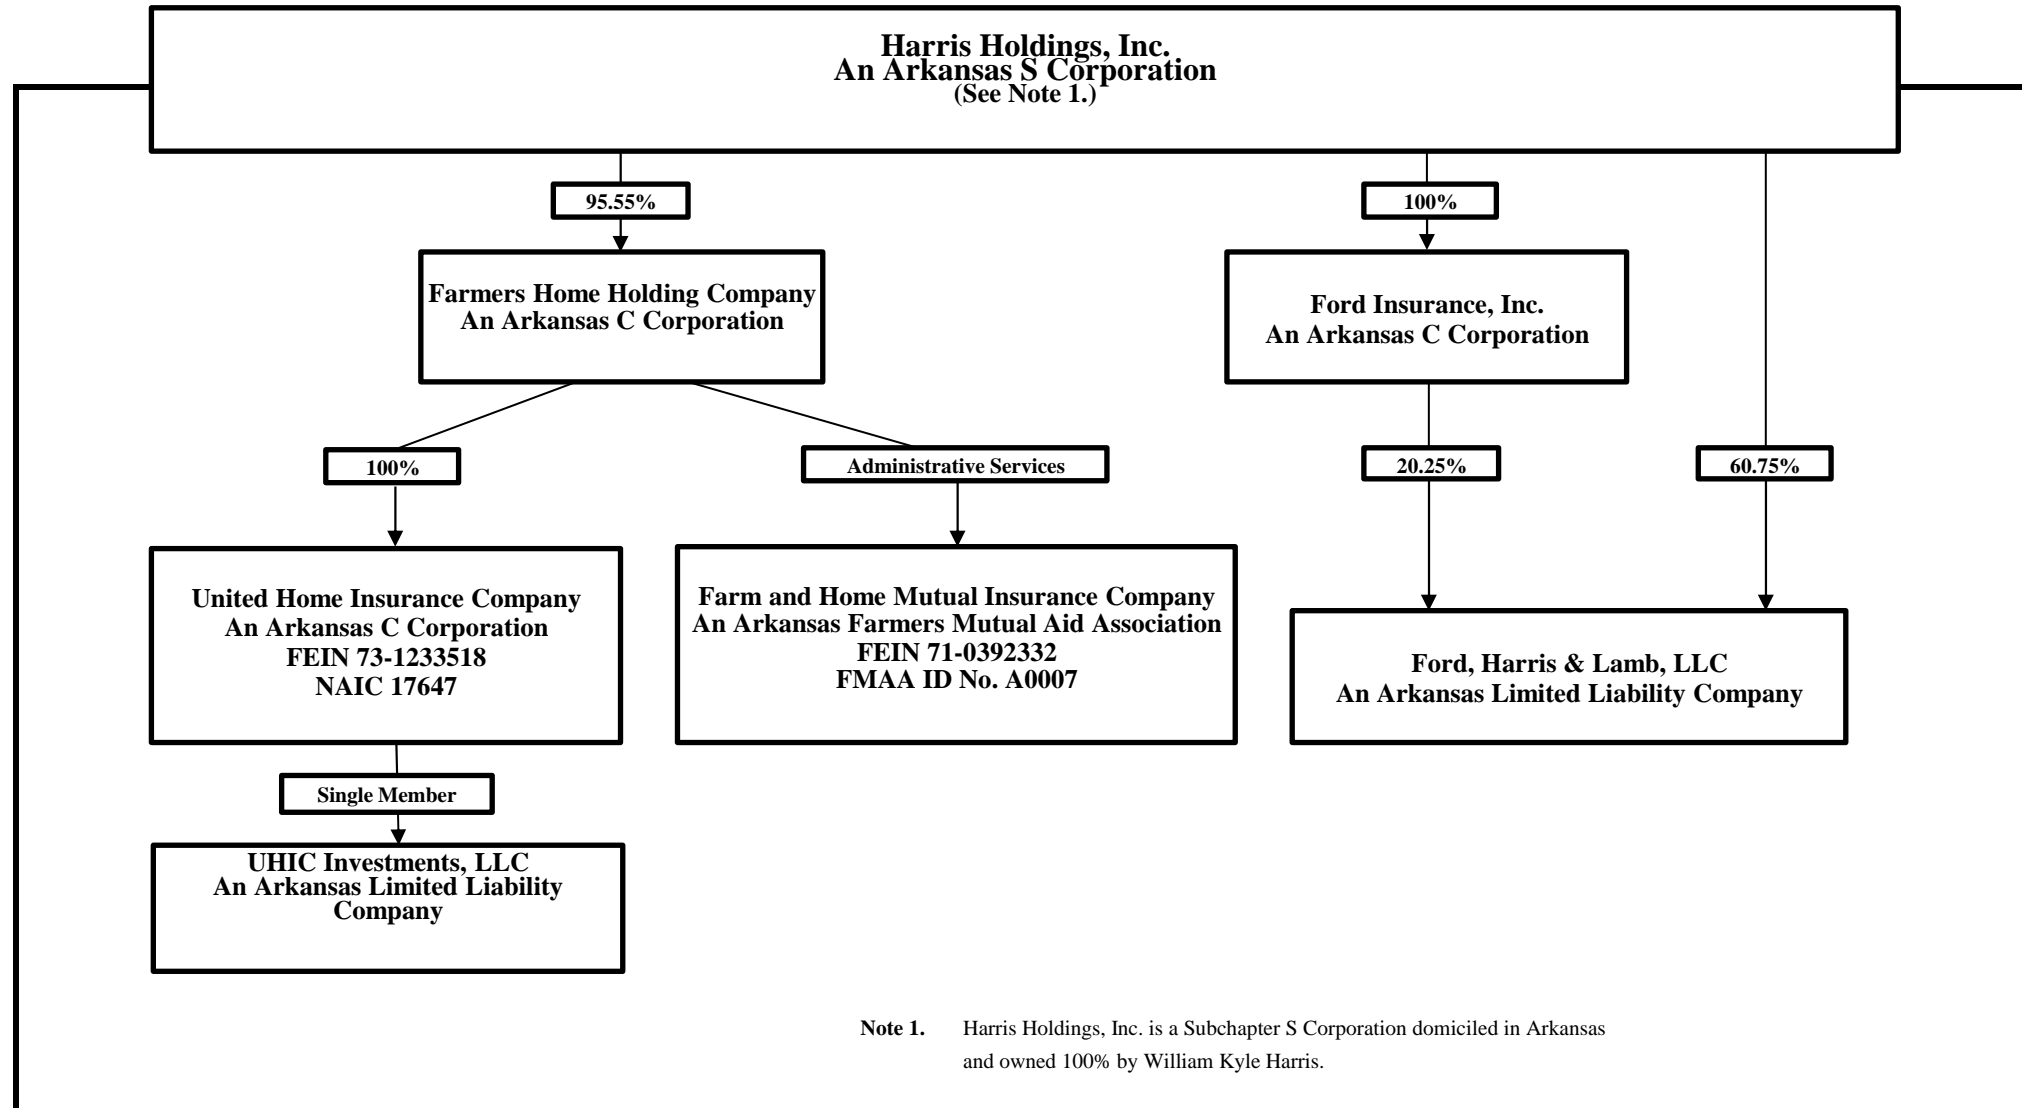 Harris Holdings, Inc.
An Arkansas S Corporation
(See Note 1.)
95.55%
100%
Farmers Home Holding Company
An Arkansas C Corporation
Ford Insurance, Inc.
An Arkansas C Corporation
100%
Administrative Services
20.25%
60.75%
United Home Insurance Company
An Arkansas C Corporation
FEIN 73-1233518
NAIC 17647
Farm and Home Mutual Insurance Company
An Arkansas Farmers Mutual Aid Association
FEIN 71-0392332
FMAA ID No. A0007
Ford, Harris & Lamb, LLC
An Arkansas Limited Liability Company
Single Member
UHIC Investments, LLC
An Arkansas Limited Liability
Company
Note 1. Harris Holdings, Inc. is a Subchapter S Corporation domiciled in Arkansas
and owned 100% by William Kyle Harris.